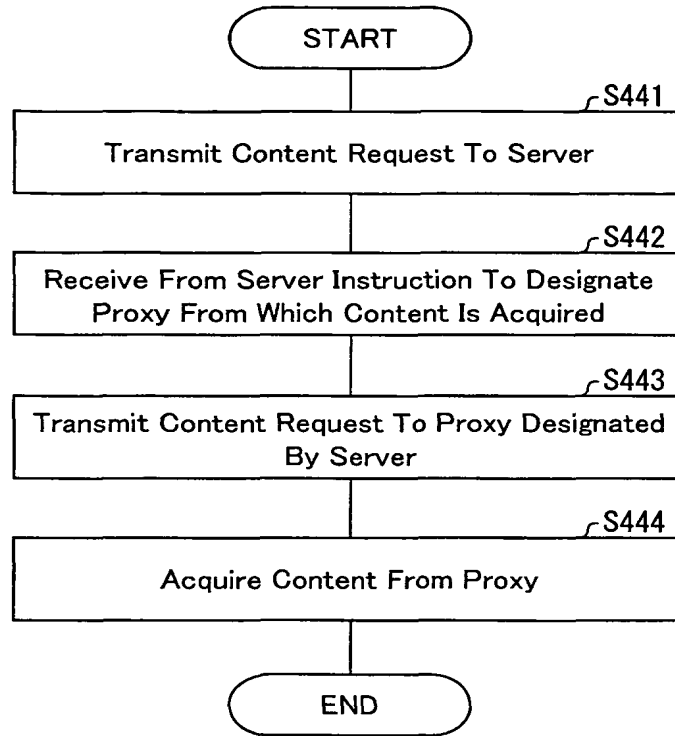 START
S441
Transmit Content Request To Server
S442
Receive From Server Instruction To Designate
Proxy From Which Content Is Acquired
S443
Transmit Content Request To Proxy Designated
By Server
S444
Acquire Content From Proxy
END